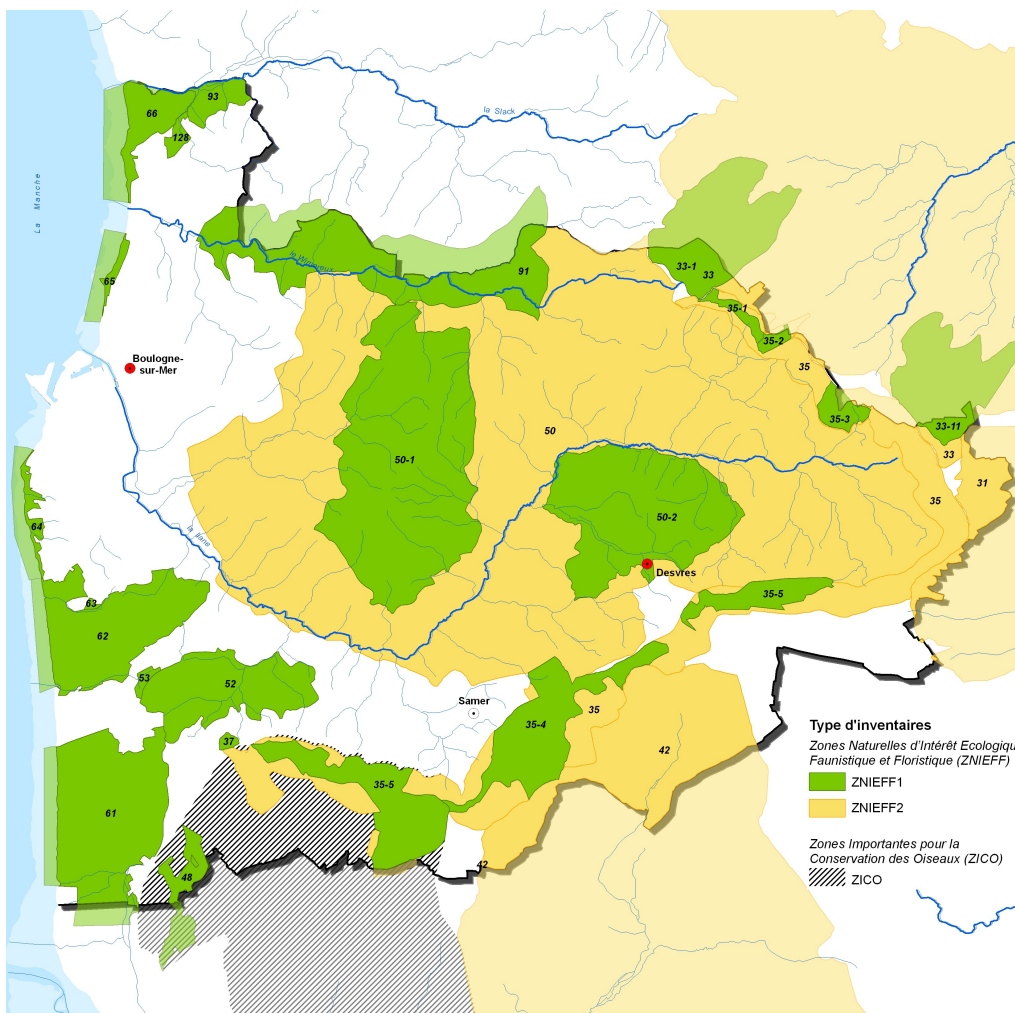 93
66
la Slack
128
La Manche
la Wimereux
91
33-1
33
65
35-1
35-2
Boulogne-
sur-Mer
35
35-3
50
33-11
50-1
33
31
35
50-2
64
la liane
Desvres
63
35-5
62
53
52
Samer
35
35-4
37
42
35-5
61
42
48
Type d'inventaires
Zones Naturelles d'Intérêt Ecologiqu
Faunistique et Floristique (ZNIEFF)
ZNIEFF1
ZNIEFF2
Zones Importantes pour la
Conservation des Oiseaux (ZICO)
ZICO